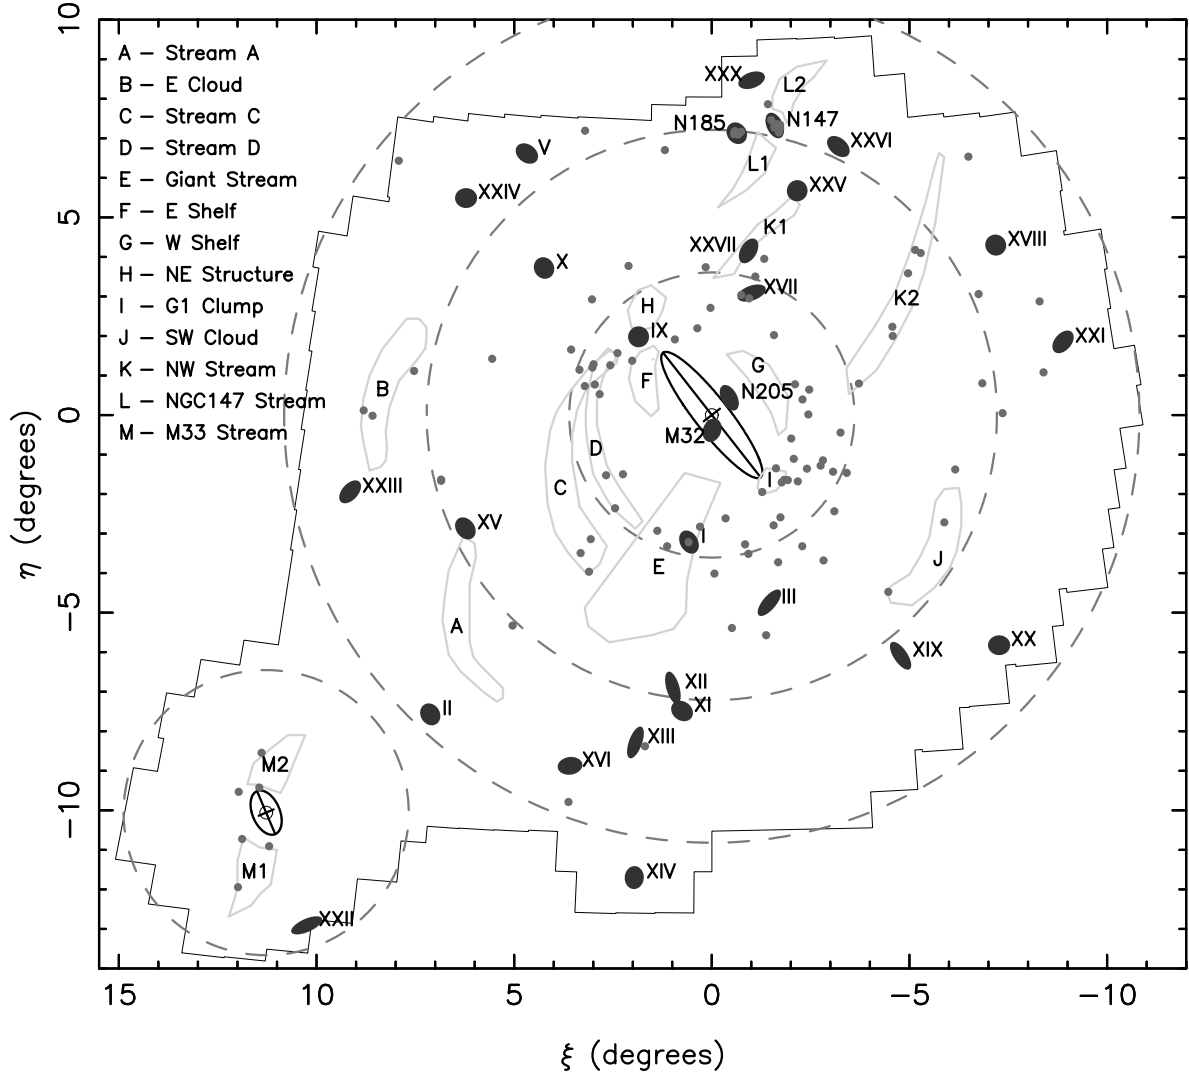 10
A – Stream A
B – E Cloud
C – Stream C
D – Stream D
E – Giant Stream
F – E Shelf
G – W Shelf
H – NE Structure
I – G1 Clump
J – SW Cloud
K – NW Stream
L – NGC147 Stream
M – M33 Stream
XXX
L2
N185
N147
V
L1
XXVI
XXIV
XXV
5
XXVII
K1
XVIII
X
XVII
K2
H
IX
XXI
G
F
B
N205
0
M32
D
C
I
XXIII
XV
I
E
J
III
−5
A
XIX
XX
XII
XI
II
XIII
M2
XVI
−10
M1
XIV
XXII
η (degrees)
15 10 5 0 −5 −10
ξ (degrees)